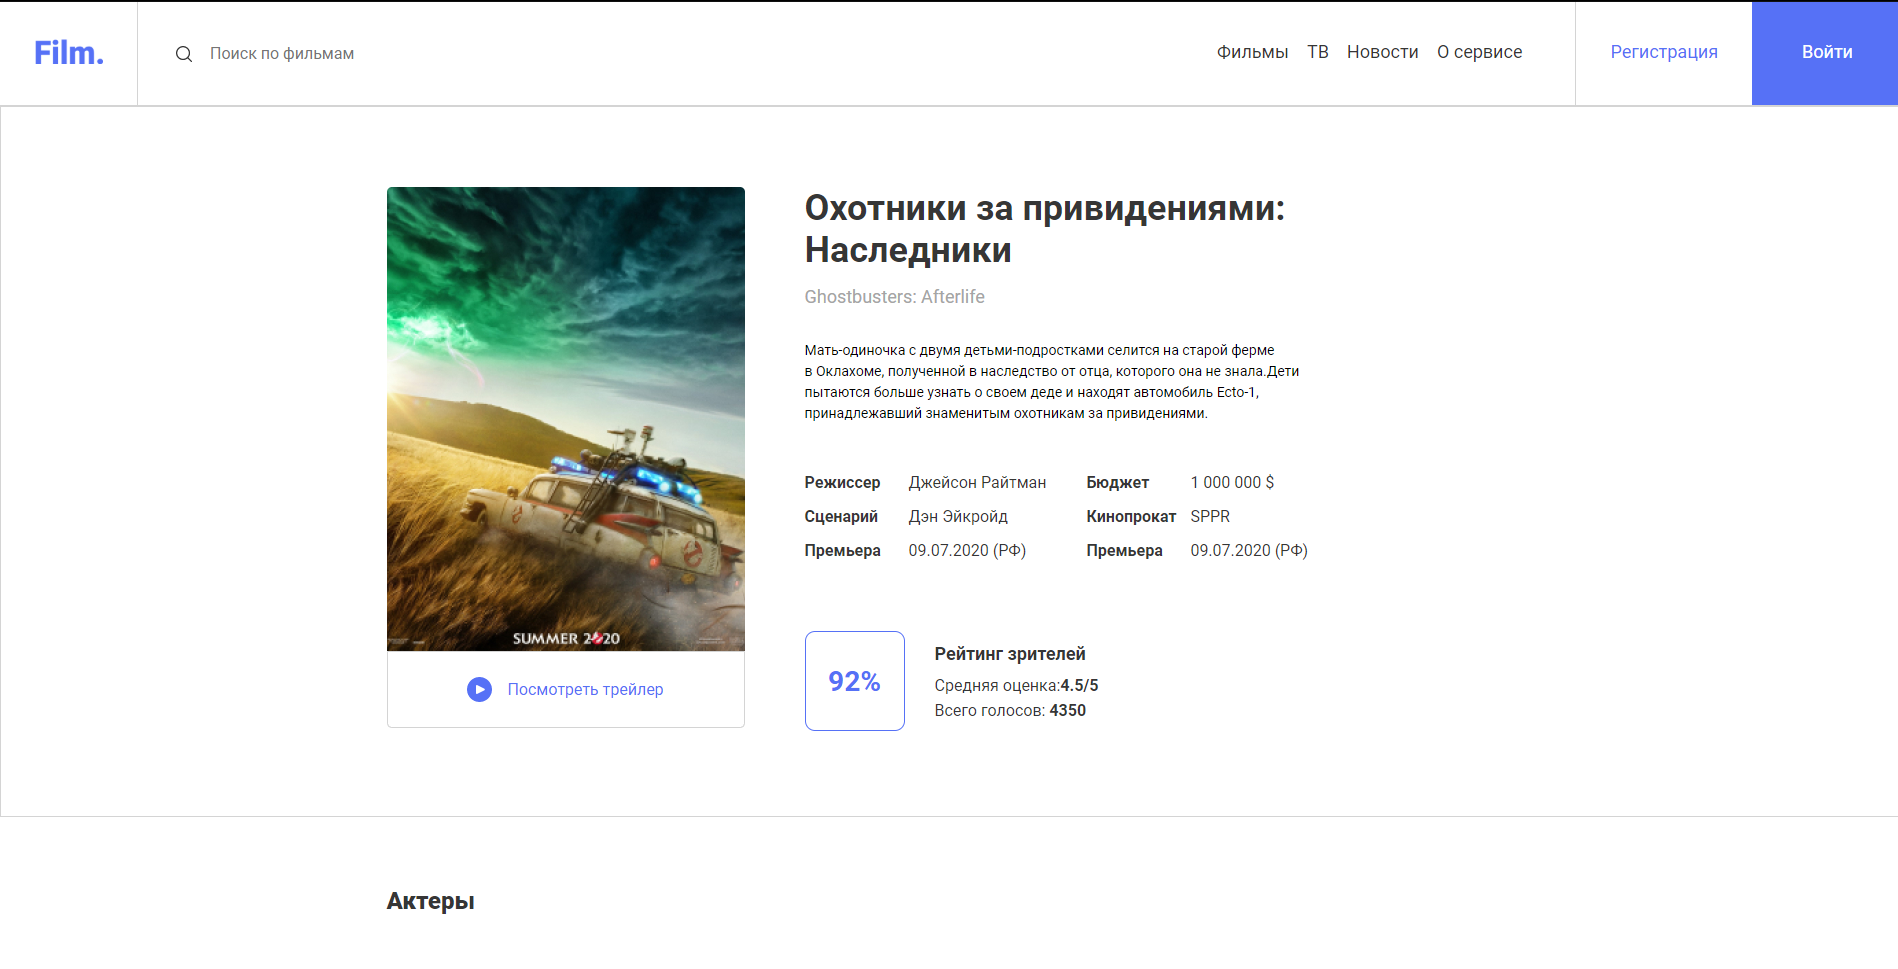 Film.
Поиск по фильмам
Фильмы ТВ Новости О сервисе
Регистрация
Войти
Охотники за привидениями:
Наследники
Ghostbusters: Afterlife
Мать-одиночка с двумя детьми-подростками селится на старой ферме
в Оклахоме, полученной в наследство от отца, которого она не знала.Дети
пытаются больше узнать о своем деде и находят автомобиль Ecto-1,
принадлежавший знаменитым охотникам за привидениями.
Режиссер Джейсон Райтман Бюджет 1 000 000 $
Сценарий Дэн Эйкройд Кинопрокат SPPR
Премьера 09.07.2020 (РФ) Премьера 09.07.2020 (РФ)
SUMMER 2020
Посмотреть трейлер
92%
Рейтинг зрителей
Средняя оценка:4.5/5
Всего голосов: 4350
Актеры